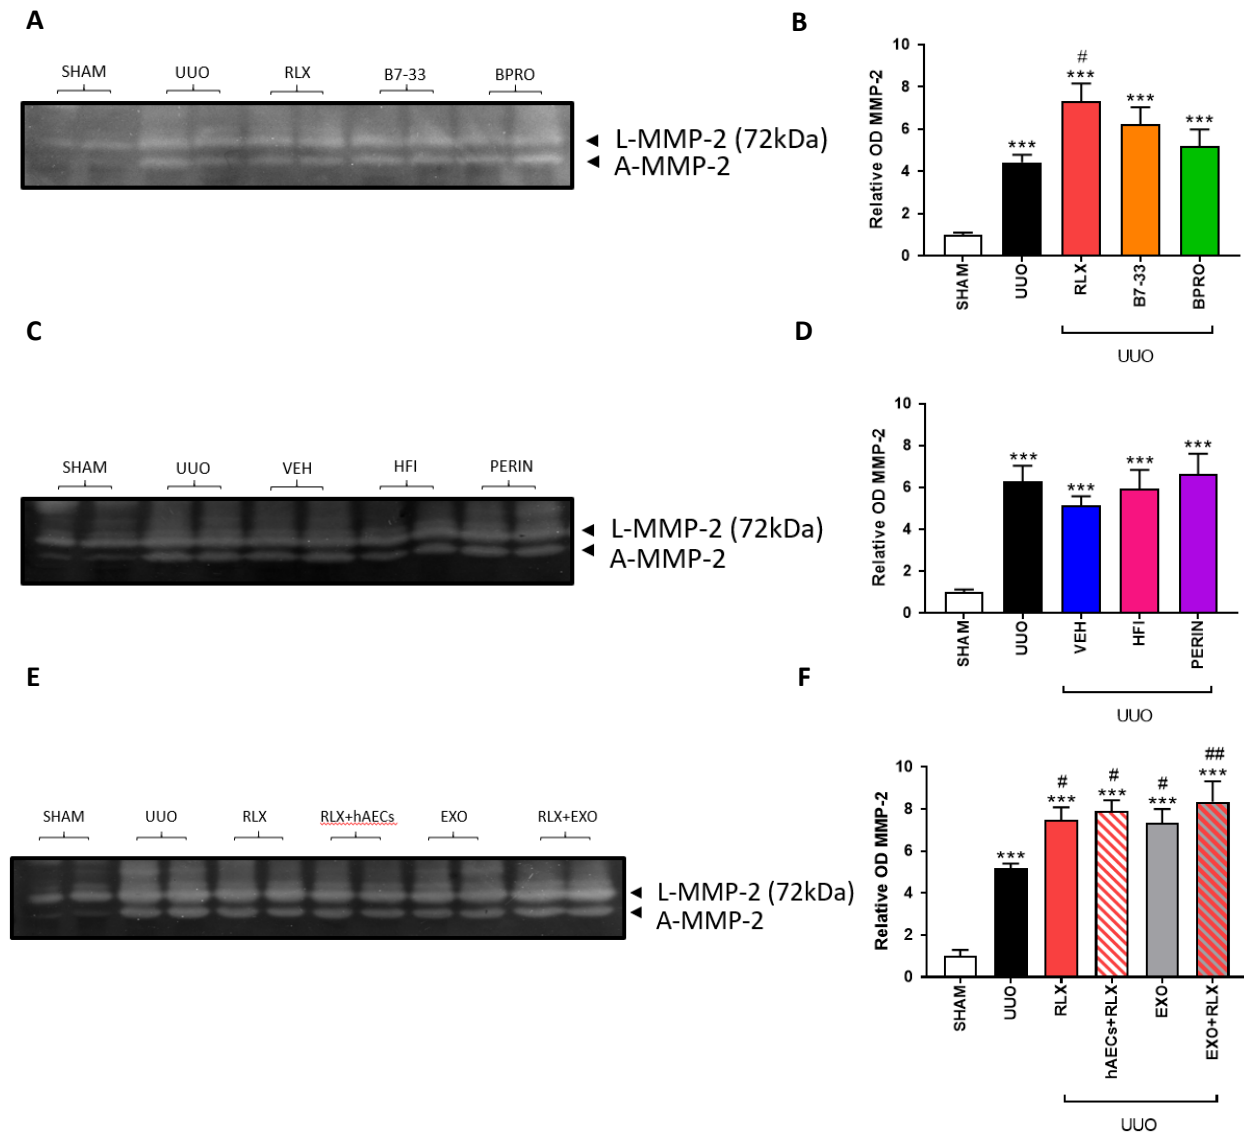 A
SHAM UUO RLX B7-33 BPRO
L-MMP-2 (72kDa)
A-MMP-2
B
Relative OD MMP-2
10
8
6
4
2
0
***
#
***
***
***
SHAM UUO RLX B7-33 BPRO
UUO
C
SHAM UUO VEH HFI PERIN
L-MMP-2 (72kDa)
A-MMP-2
D
Relative OD MMP-2
10
8
6
4
2
0
***
***
***
***
SHAM UUO VEH HFI PERIN
UUO
E
SHAM UUO RLX RLX+hAECs EXO RLX+EXO
L-MMP-2 (72kDa)
A-MMP-2
F
Relative OD MMP-2
10
8
6
4
2
0
***
#
***
#
***
#
***
##
***
SHAM UUO RLX hAECs+RLX EXO EXO+RLX
UUO